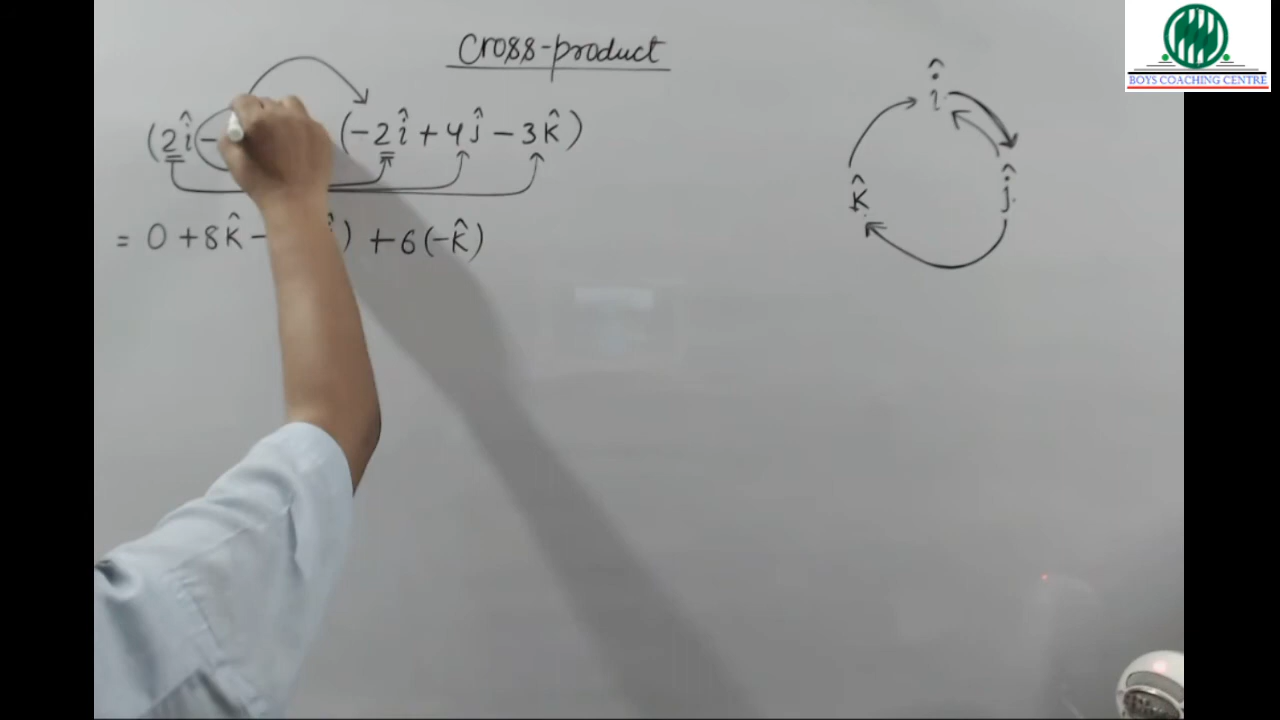 Cross-product
BOYS COACHING CENTRE
(2î - (-2î + 4ĵ - 3k̂)
= 0 + 8k̂ - ) + 6(-k̂)
î
k̂ ĵ